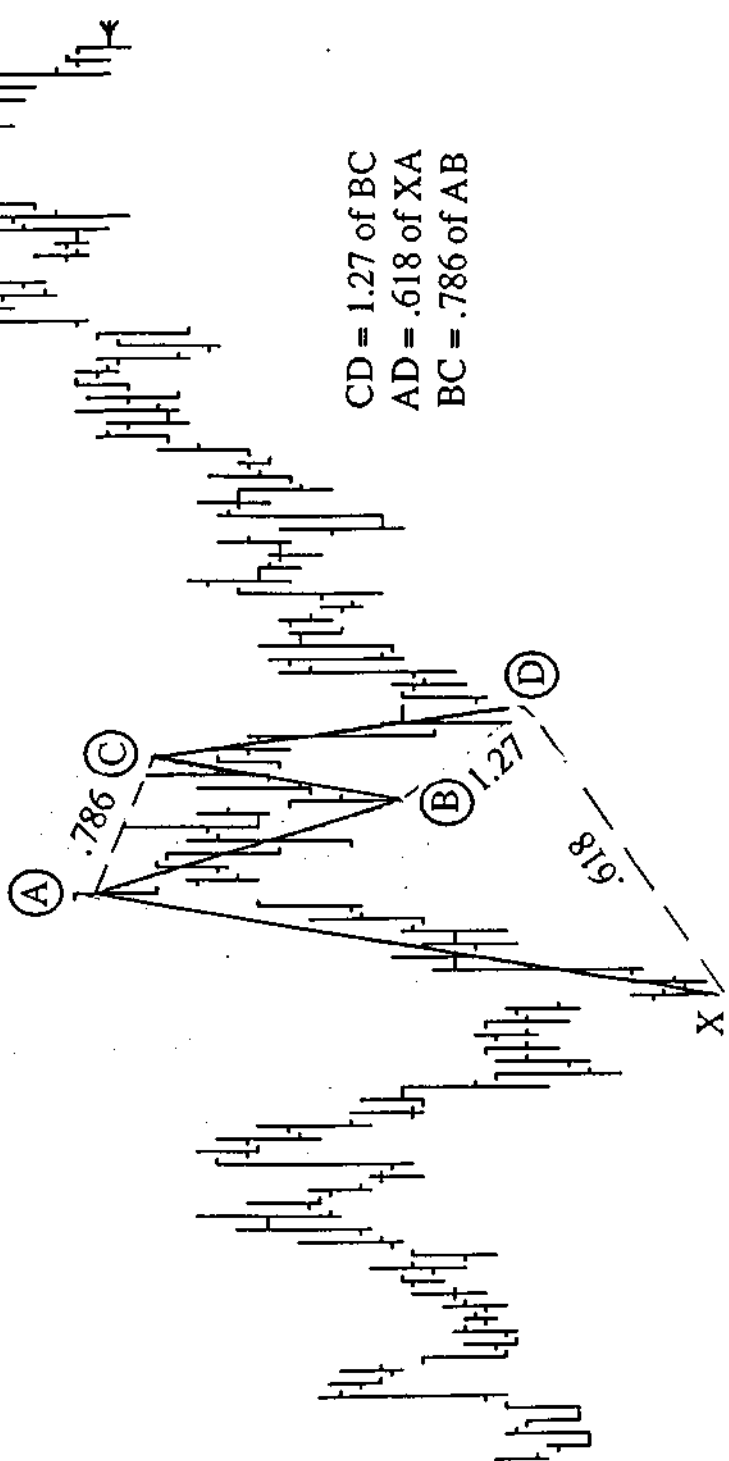 CD = 1.27 of BC
AD = .618 of XA
BC = .786 of AB
X
A
.786
C
B
1.27
D
.618